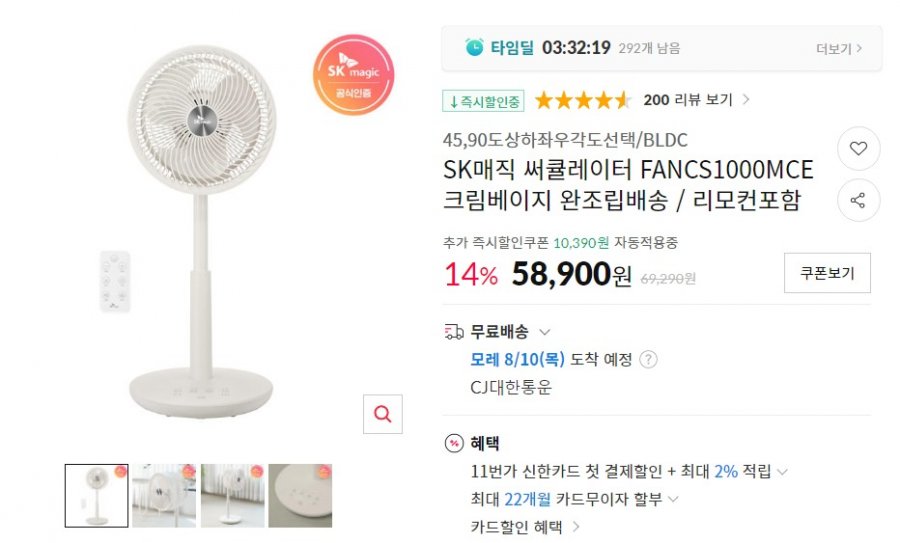 SK magic
공식인증
타임딜 03:32:19 292개 남음 더보기 >
↓즉시할인중 200 리뷰 보기 >
45,90도상하좌우각도선택/BLDC
SK매직 써큘레이터 FANCS1000MCE
크림베이지 완조립배송 / 리모컨포함
추가 즉시할인쿠폰 10,390원 자동적용중
14% 58,900원 69,290원 쿠폰보기
무료배송
모레 8/10(목) 도착 예정 ?
CJ대한통운
% 혜택
11번가 신한카드 첫 결제할인 + 최대 2% 적립
최대 22개월 카드무이자 할부
카드할인 혜택 >